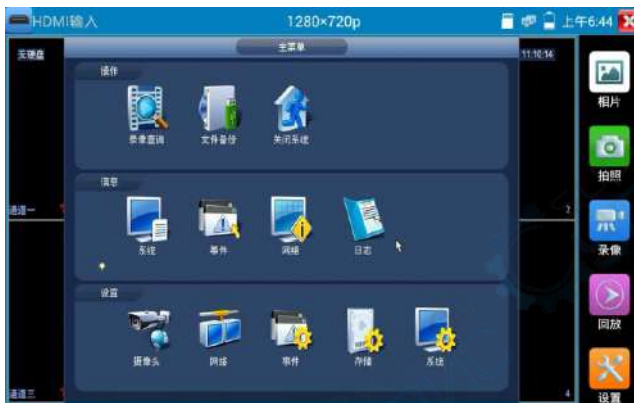 HDMI输入
1280×720p
上午6:44
无硬盘
主菜单
11:10:14
操作
录像查询
文件备份
关闭系统
相片
拍照
信息
系统
事件
网络
日志
通道一
2
录像
设置
摄像头
网络
事件
存储
系统
回放
通道三
4
设置